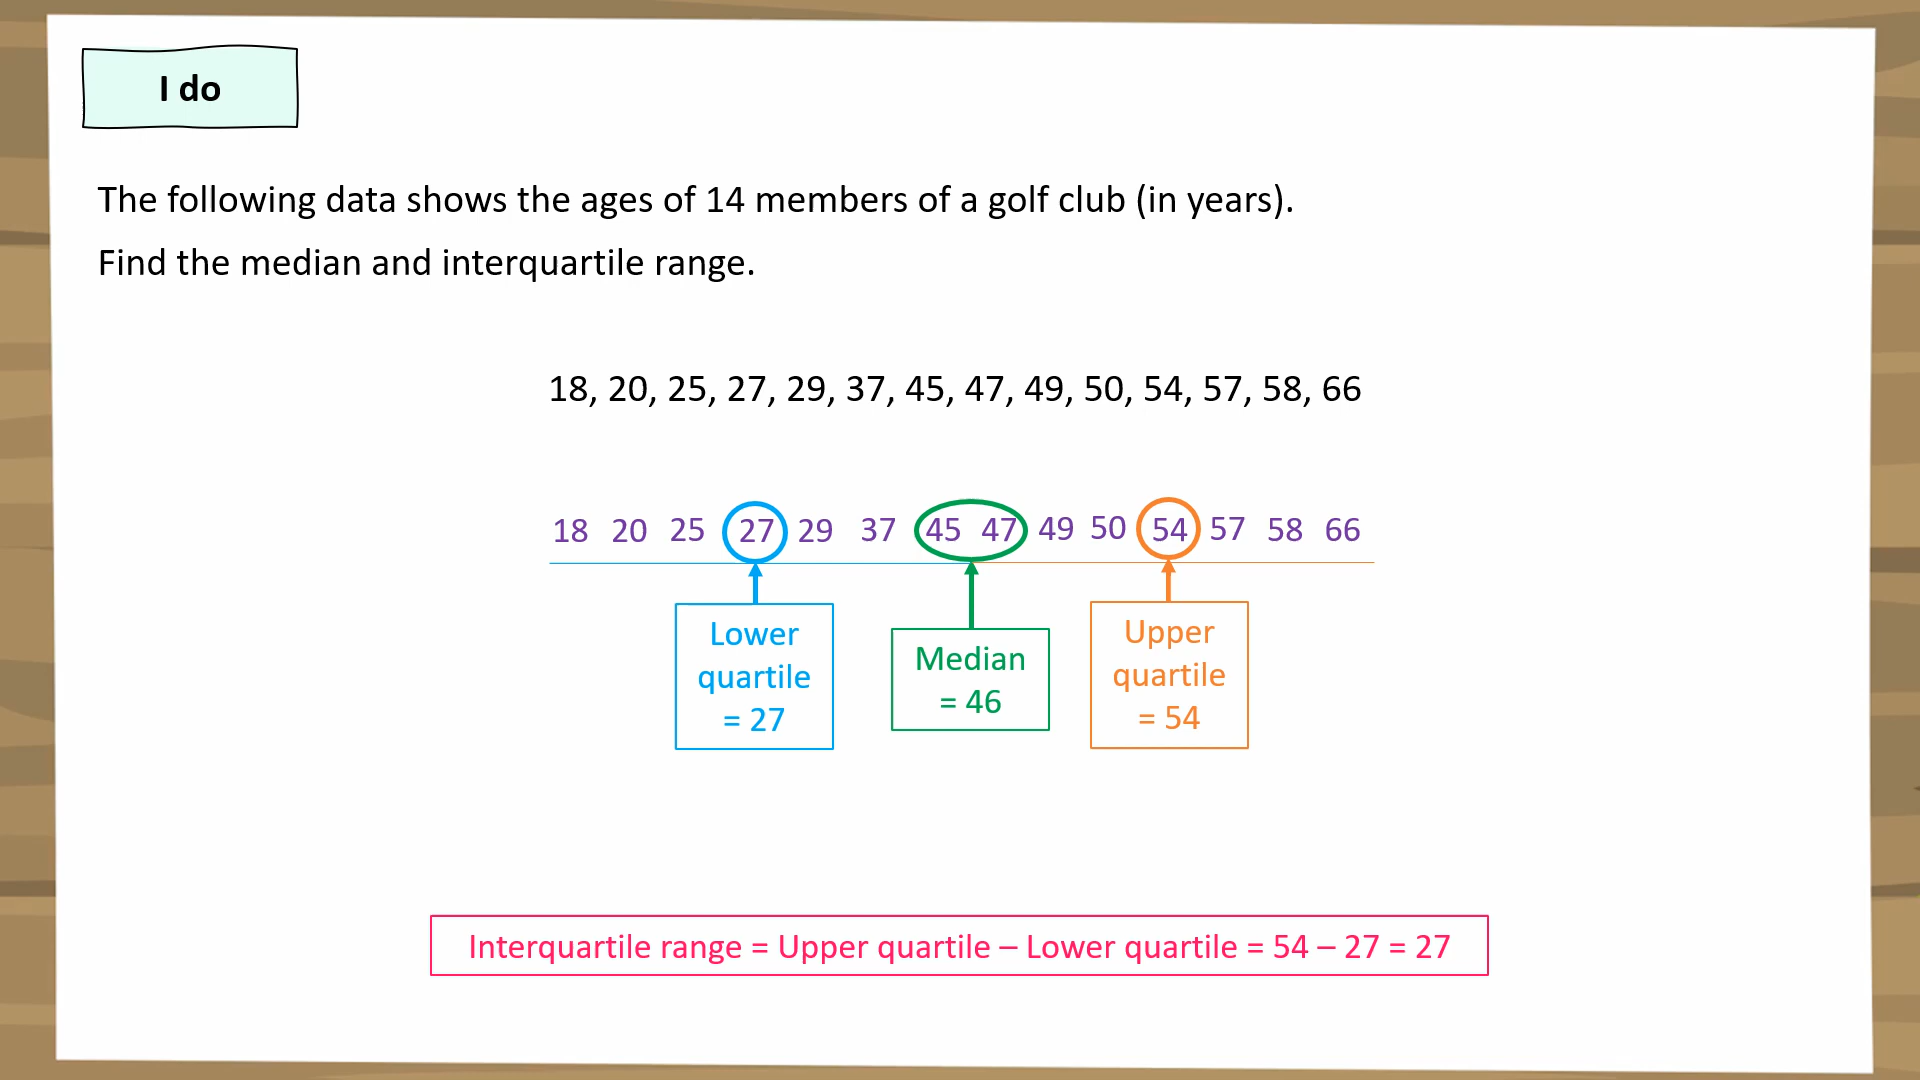 I do
The following data shows the ages of 14 members of a golf club (in years).
Find the median and interquartile range.
18, 20, 25, 27, 29, 37, 45, 47, 49, 50, 54, 57, 58, 66
18 20 25 27 29 37 45 47 49 50 54 57 58 66
Lower
quartile
= 27
Median
= 46
Upper
quartile
= 54
Interquartile range = Upper quartile – Lower quartile = 54 – 27 = 27